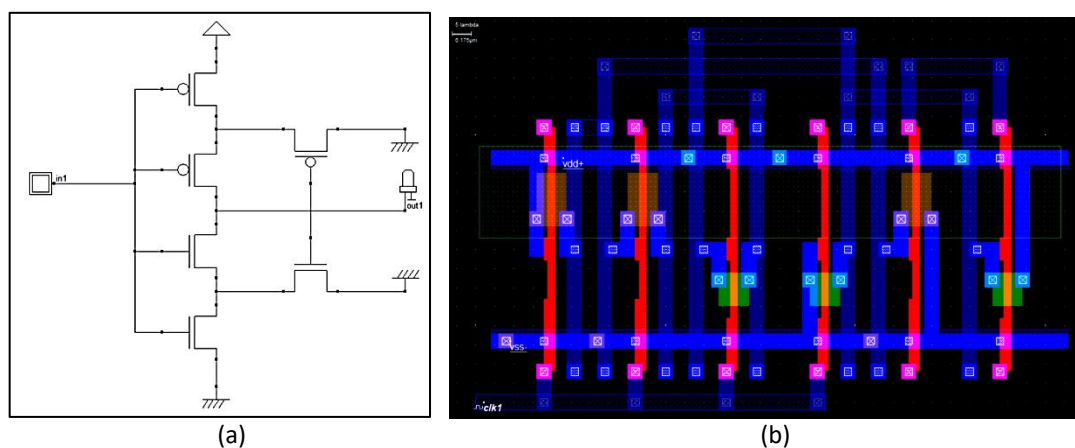 in1
out1
5 lambda
0.175µm
vdd+
vss-
clk1
(a)
(b)